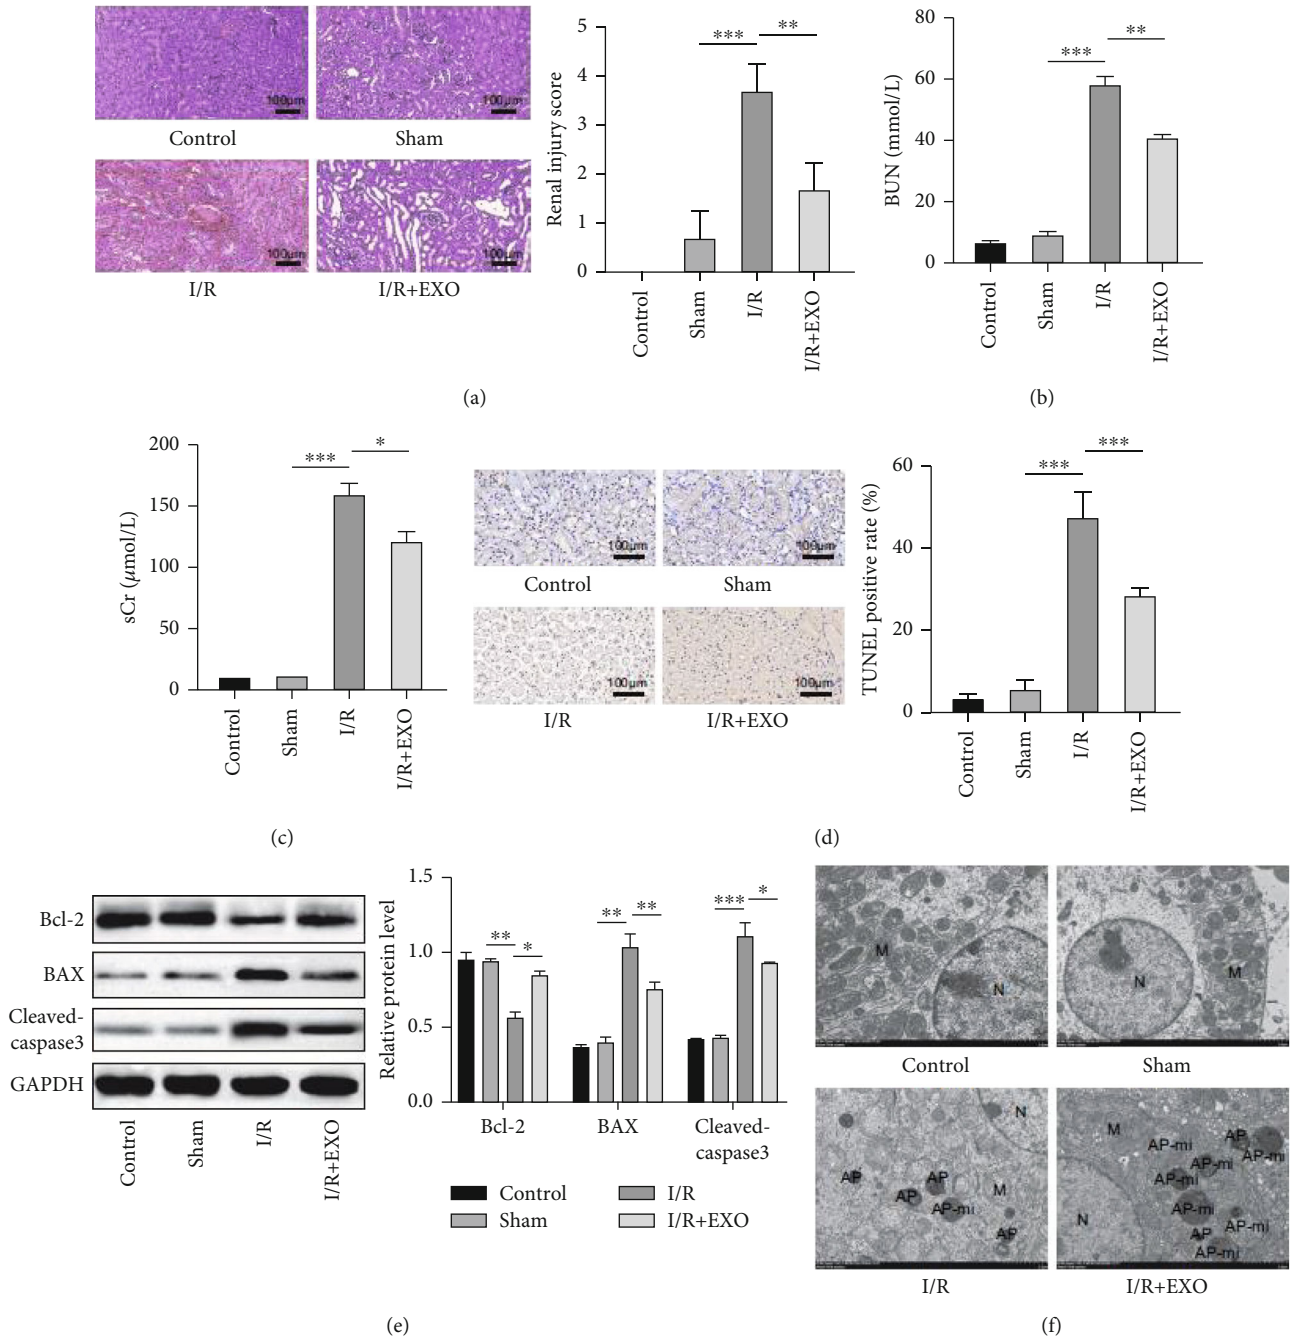 100μm
100μm
Control
Sham
100μm
100μm
I/R
I/R+EXO
Renal injury score
5
4
3
2
1
0
***
**
Control
Sham
I/R
I/R+EXO
(a)
BUN (mmol/L)
80
60
40
20
0
***
**
Control
Sham
I/R
I/R+EXO
(b)
sCr (μmol/L)
200
150
100
50
0
***
*
Control
Sham
I/R
I/R+EXO
(c)
100μm
100μm
Control
Sham
100μm
100μm
I/R
I/R+EXO
TUNEL positive rate (%)
60
40
20
0
***
***
Control
Sham
I/R
I/R+EXO
(d)
Bcl-2
BAX
Cleaved-
caspase3
GAPDH
Control
Sham
I/R
I/R+EXO
Relative protein level
1.5
1.0
0.5
0.0
**
*
**
**
***
*
Bcl-2
BAX
Cleaved-
caspase3
Control
Sham
I/R
I/R+EXO
(e)
M
N
N
M
Control
Sham
N
AP
AP
AP
M
AP-mi
AP
M
AP-mi
AP
AP-mi
AP-mi
AP-mi
AP-mi
N
AP-mi
AP
AP-mi
I/R
I/R+EXO
(f)